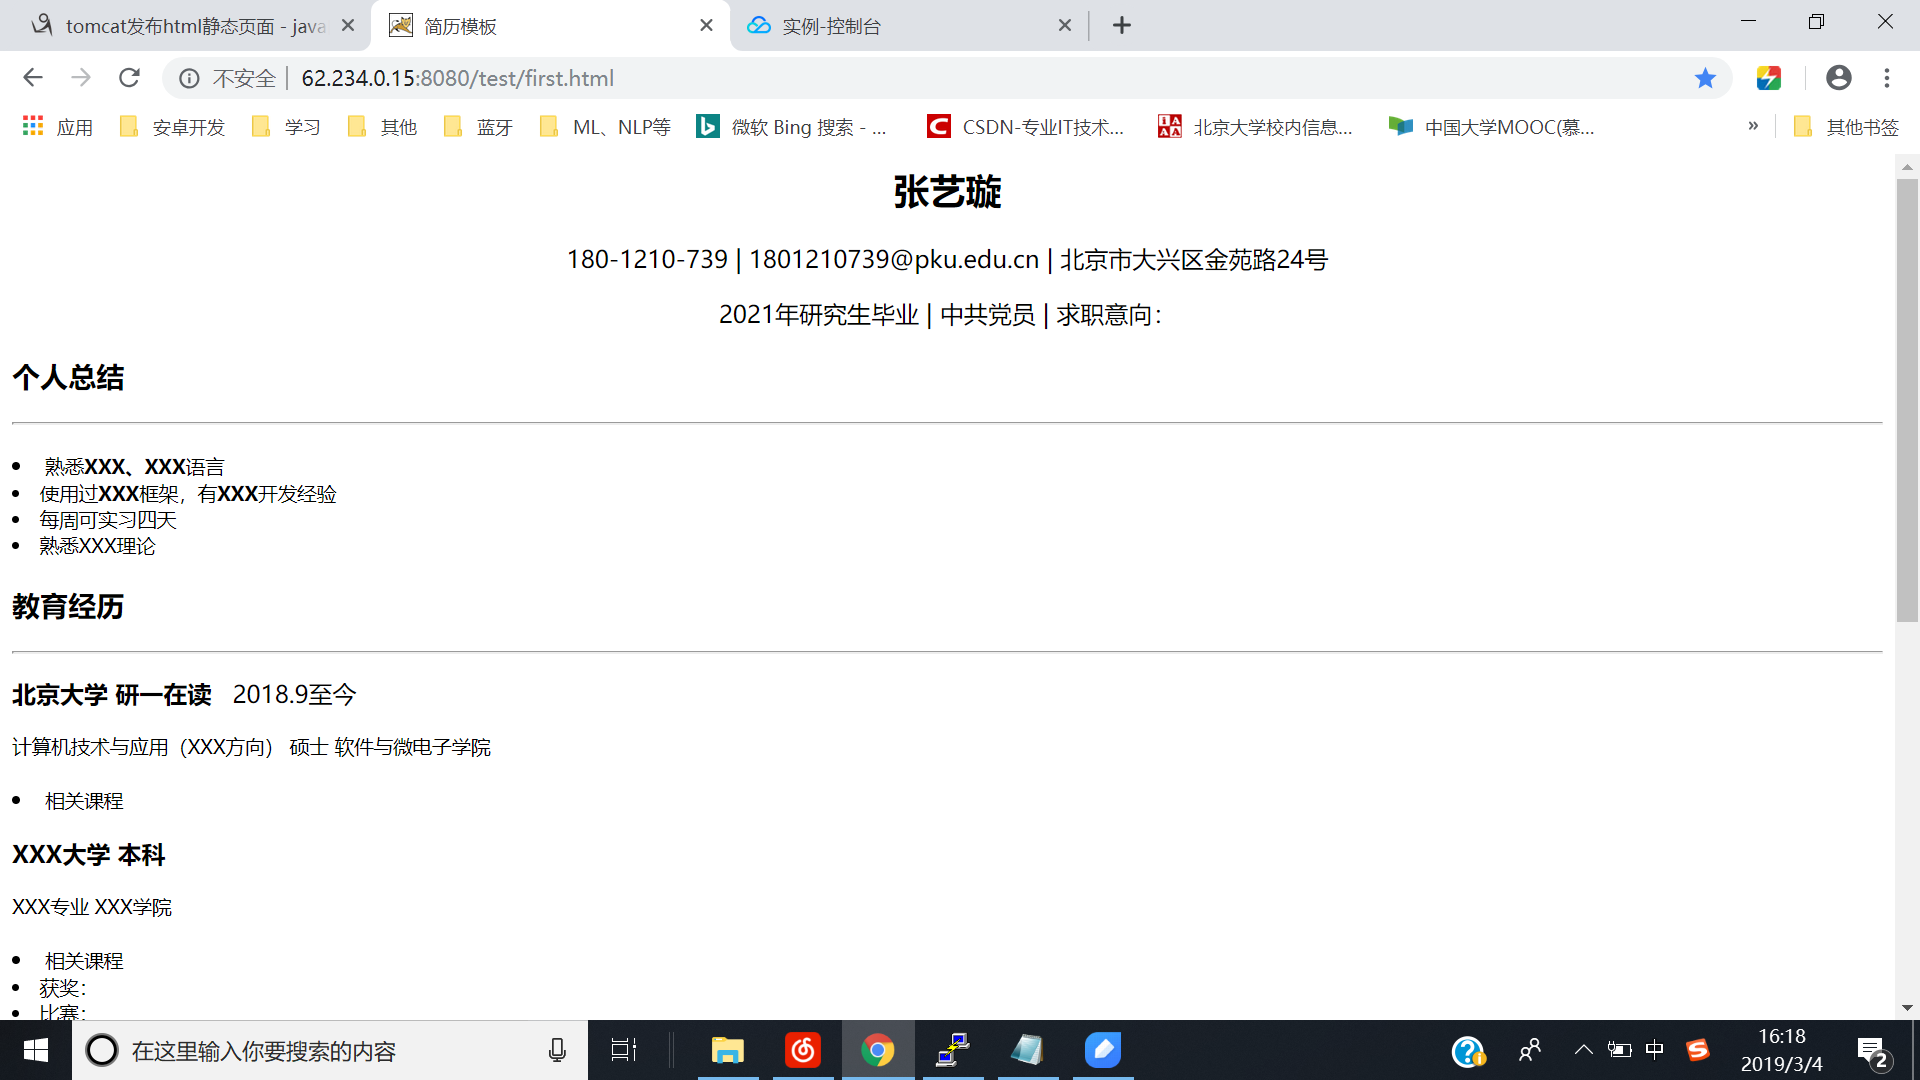 tomcat发布html静态页面 - java
简历模板
实例-控制台
不安全 | 62.234.0.15:8080/test/first.html
应用 安卓开发 学习 其他 蓝牙 ML、NLP等 微软 Bing 搜索 - ... CSDN-专业IT技术... 北京大学校内信息... 中国大学MOOC(慕... » 其他书签
张艺璇
180-1210-739 | 1801210739@pku.edu.cn | 北京市大兴区金苑路24号
2021年研究生毕业 | 中共党员 | 求职意向：
个人总结
熟悉XXX、XXX语言
使用过XXX框架，有XXX开发经验
每周可实习四天
熟悉XXX理论
教育经历
北京大学 研一在读 2018.9至今
计算机技术与应用（XXX方向） 硕士 软件与微电子学院
相关课程
XXX大学 本科
XXX专业 XXX学院
相关课程
获奖：
比赛：
在这里输入你要搜索的内容
中
16:18
2019/3/4
2